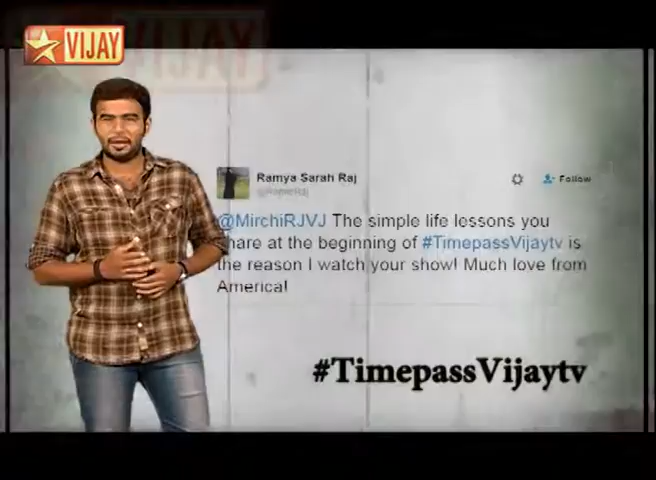 VIJAY
Ramya Sarah Raj
Follow
@MirchiRJVJ The simple life lessons you
share at the beginning of #TimepassVijaytv is
the reason I watch your show! Much love from
America!
#TimepassVijaytv